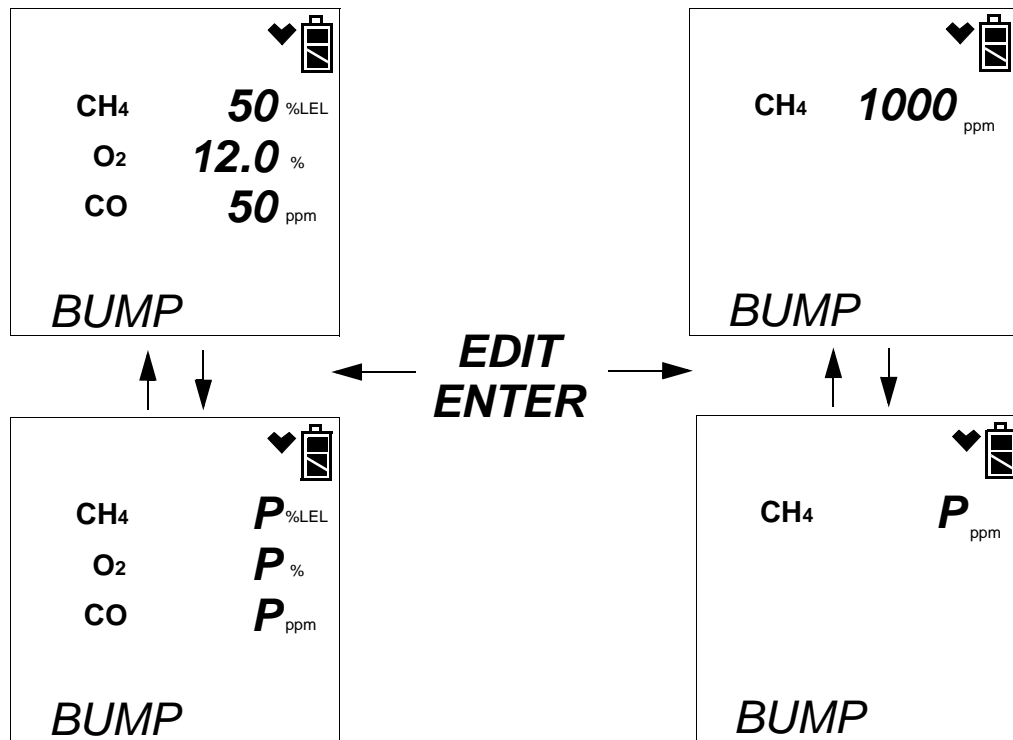 CH4 50 %LEL
O2 12.0 %
CO 50 ppm
BUMP
CH4 1000 ppm
BUMP
EDIT
ENTER
CH4 P %LEL
O2 P %
CO P ppm
BUMP
CH4 P ppm
BUMP